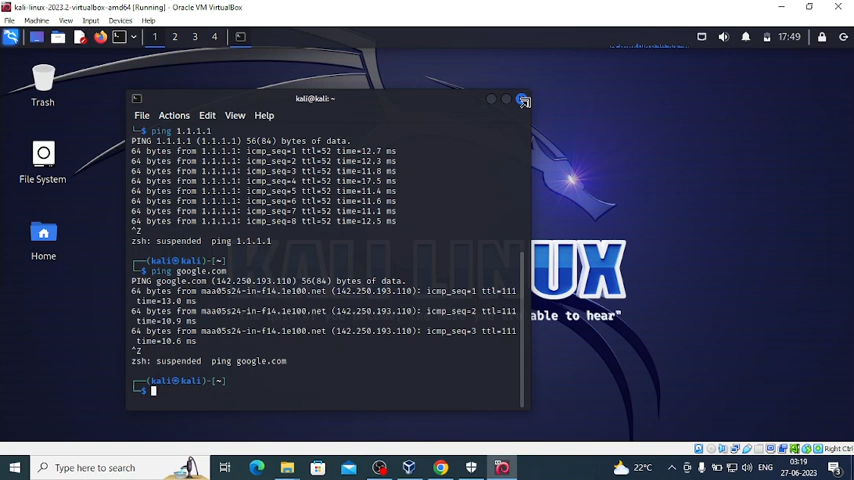 kali-linux-2023.2-virtualbox-amd64 [Running] - Oracle VM VirtualBox
File Machine View Input Devices Help
1 2 3 4
17:49
Trash
File System
Home
kali@kali: ~
File Actions Edit View Help
└─$ ping 1.1.1.1
PING 1.1.1.1 (1.1.1.1) 56(84) bytes of data.
64 bytes from 1.1.1.1: icmp_seq=1 ttl=52 time=12.7 ms
64 bytes from 1.1.1.1: icmp_seq=2 ttl=52 time=12.3 ms
64 bytes from 1.1.1.1: icmp_seq=3 ttl=52 time=11.8 ms
64 bytes from 1.1.1.1: icmp_seq=4 ttl=52 time=17.5 ms
64 bytes from 1.1.1.1: icmp_seq=5 ttl=52 time=11.4 ms
64 bytes from 1.1.1.1: icmp_seq=6 ttl=52 time=11.6 ms
64 bytes from 1.1.1.1: icmp_seq=7 ttl=52 time=11.1 ms
64 bytes from 1.1.1.1: icmp_seq=8 ttl=52 time=12.5 ms
^Z
zsh: suspended  ping 1.1.1.1
┌──(kali㉿kali)-[~]
└─$ ping google.com
PING google.com (142.250.193.110) 56(84) bytes of data.
64 bytes from maa05s24-in-f14.1e100.net (142.250.193.110): icmp_seq=1 ttl=111
time=13.0 ms
64 bytes from maa05s24-in-f14.1e100.net (142.250.193.110): icmp_seq=2 ttl=111
time=10.9 ms
64 bytes from maa05s24-in-f14.1e100.net (142.250.193.110): icmp_seq=3 ttl=111
time=10.6 ms
^Z
zsh: suspended  ping google.com
┌──(kali㉿kali)-[~]
└─$
KALI LINUX
able to hear"
Right Ctrl
Type here to search
22°C
ENG
03:19
27-06-2023
3